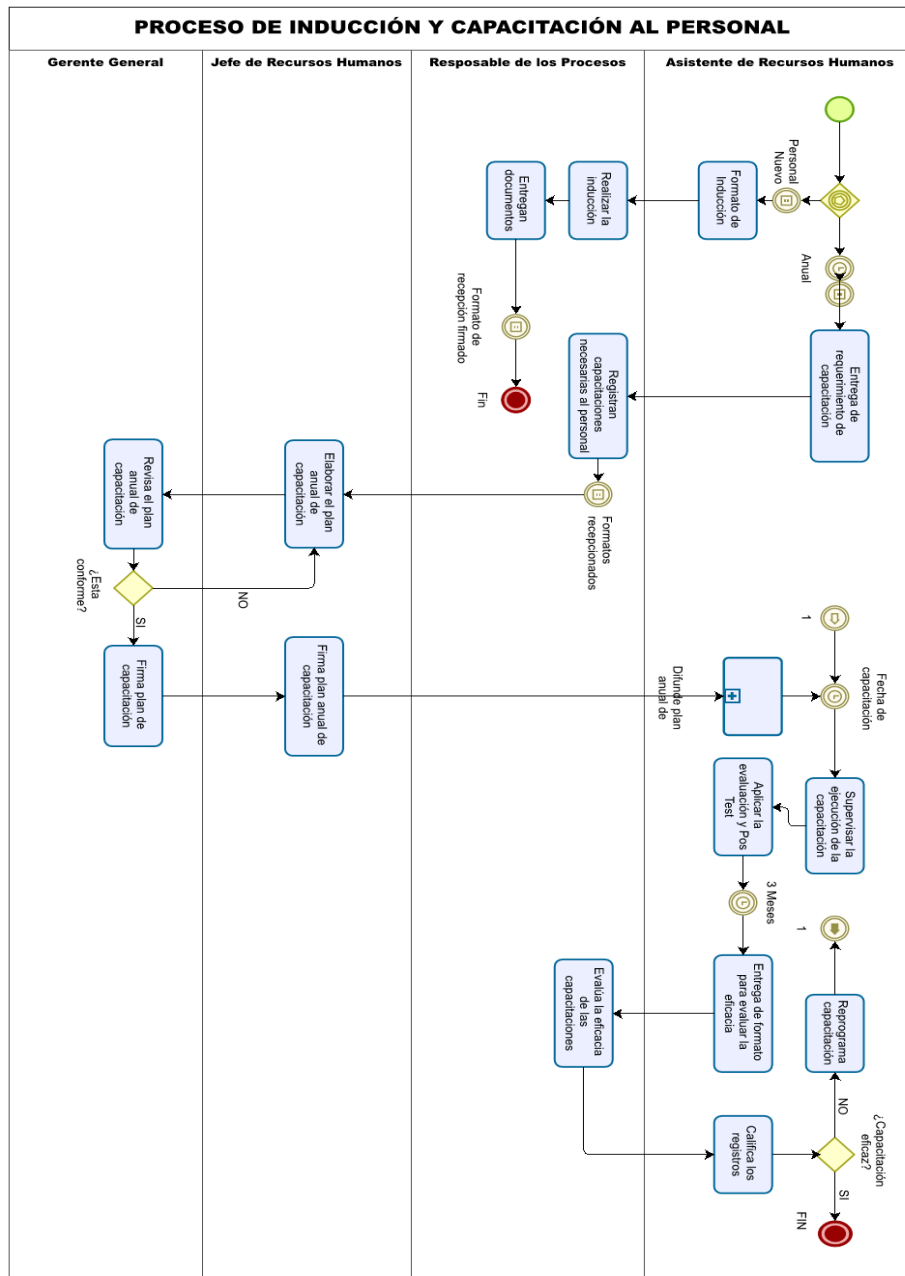 PROCESO DE INDUCCIÓN Y CAPACITACIÓN AL PERSONAL
Gerente General
Jefe de Recursos Humanos
Resposable de los Procesos
Asistente de Recursos Humanos
Personal
Nuevo
Formato de
Inducción
Realizar la
inducción
Entregan
documentos
Formato de
recepción firmado
Fin
Anual
Entrega de
requerimiento de
capacitación
Registran
capacitaciones
necesarias al personal
Formatos
recepcionados
Elaborar el plan
anual de
capacitación
Revisa el plan
anual de
capacitación
¿Esta
conforme?
NO
SI
Firma plan de
capacitación
Firma plan anual de
capacitación
Difunde plan
anual de
1
Fecha de
capacitación
Supervisar la
ejecución de la
capacitación
Aplicar la
evaluación y Pos
Test
3 Meses
Entrega de formato
para evaluar la
eficacia
Evalúa la eficacia
de las
capacitaciones
Califica los
registros
¿Capacitación
eficaz?
NO
Reprograma
capacitación
1
SI
FIN